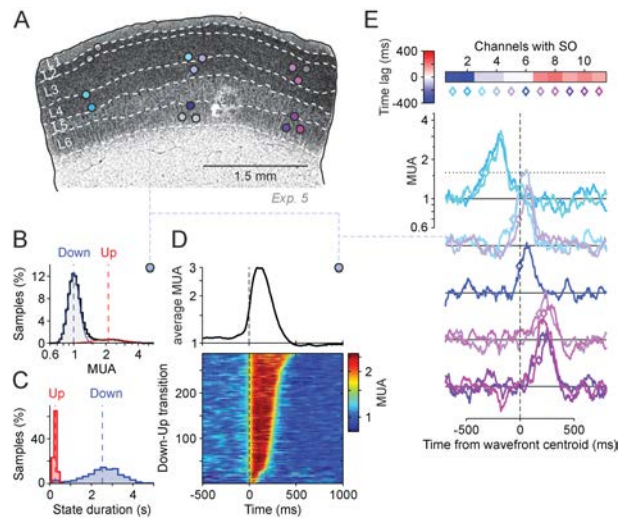 A
L1
L2
L3
L4
L5
L6
1.5 mm
Exp. 5
B
Down Up
Samples (%)
12
8
4
0
0.6 1 2 4
MUA
C
Up Down
Samples (%)
40
0
0 2 4
State duration (s)
D
average MUA
3
2
1
Down-Up transition
200
100
-500 0 500 1000
Time (ms)
2
1
MUA
E
Time lag (ms)
400
0
-400
Channels with SO
2 4 6 8 10
MUA
4
2
1
0.6
0 500
Time from wavefront centroid (ms)